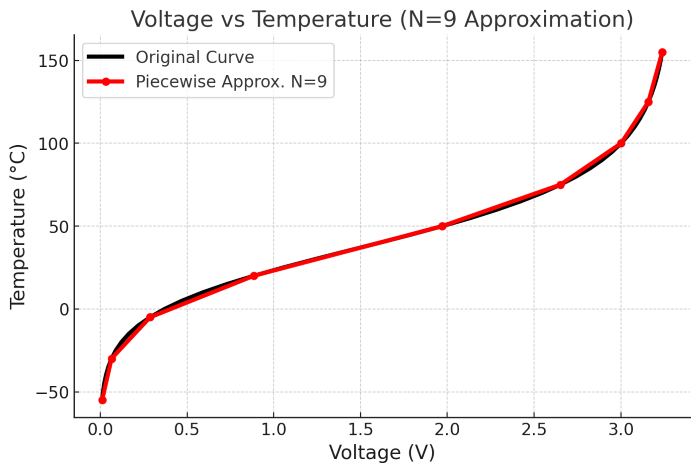 Voltage vs Temperature (N=9 Approximation)
Original Curve
Piecewise Approx. N=9
Temperature (°C)
150
100
50
0
−50
0.0 0.5 1.0 1.5 2.0 2.5 3.0
Voltage (V)